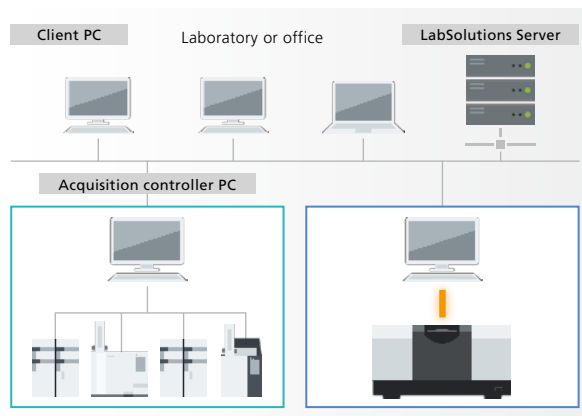 Client PC
Laboratory or office
LabSolutions Server
Acquisition controller PC